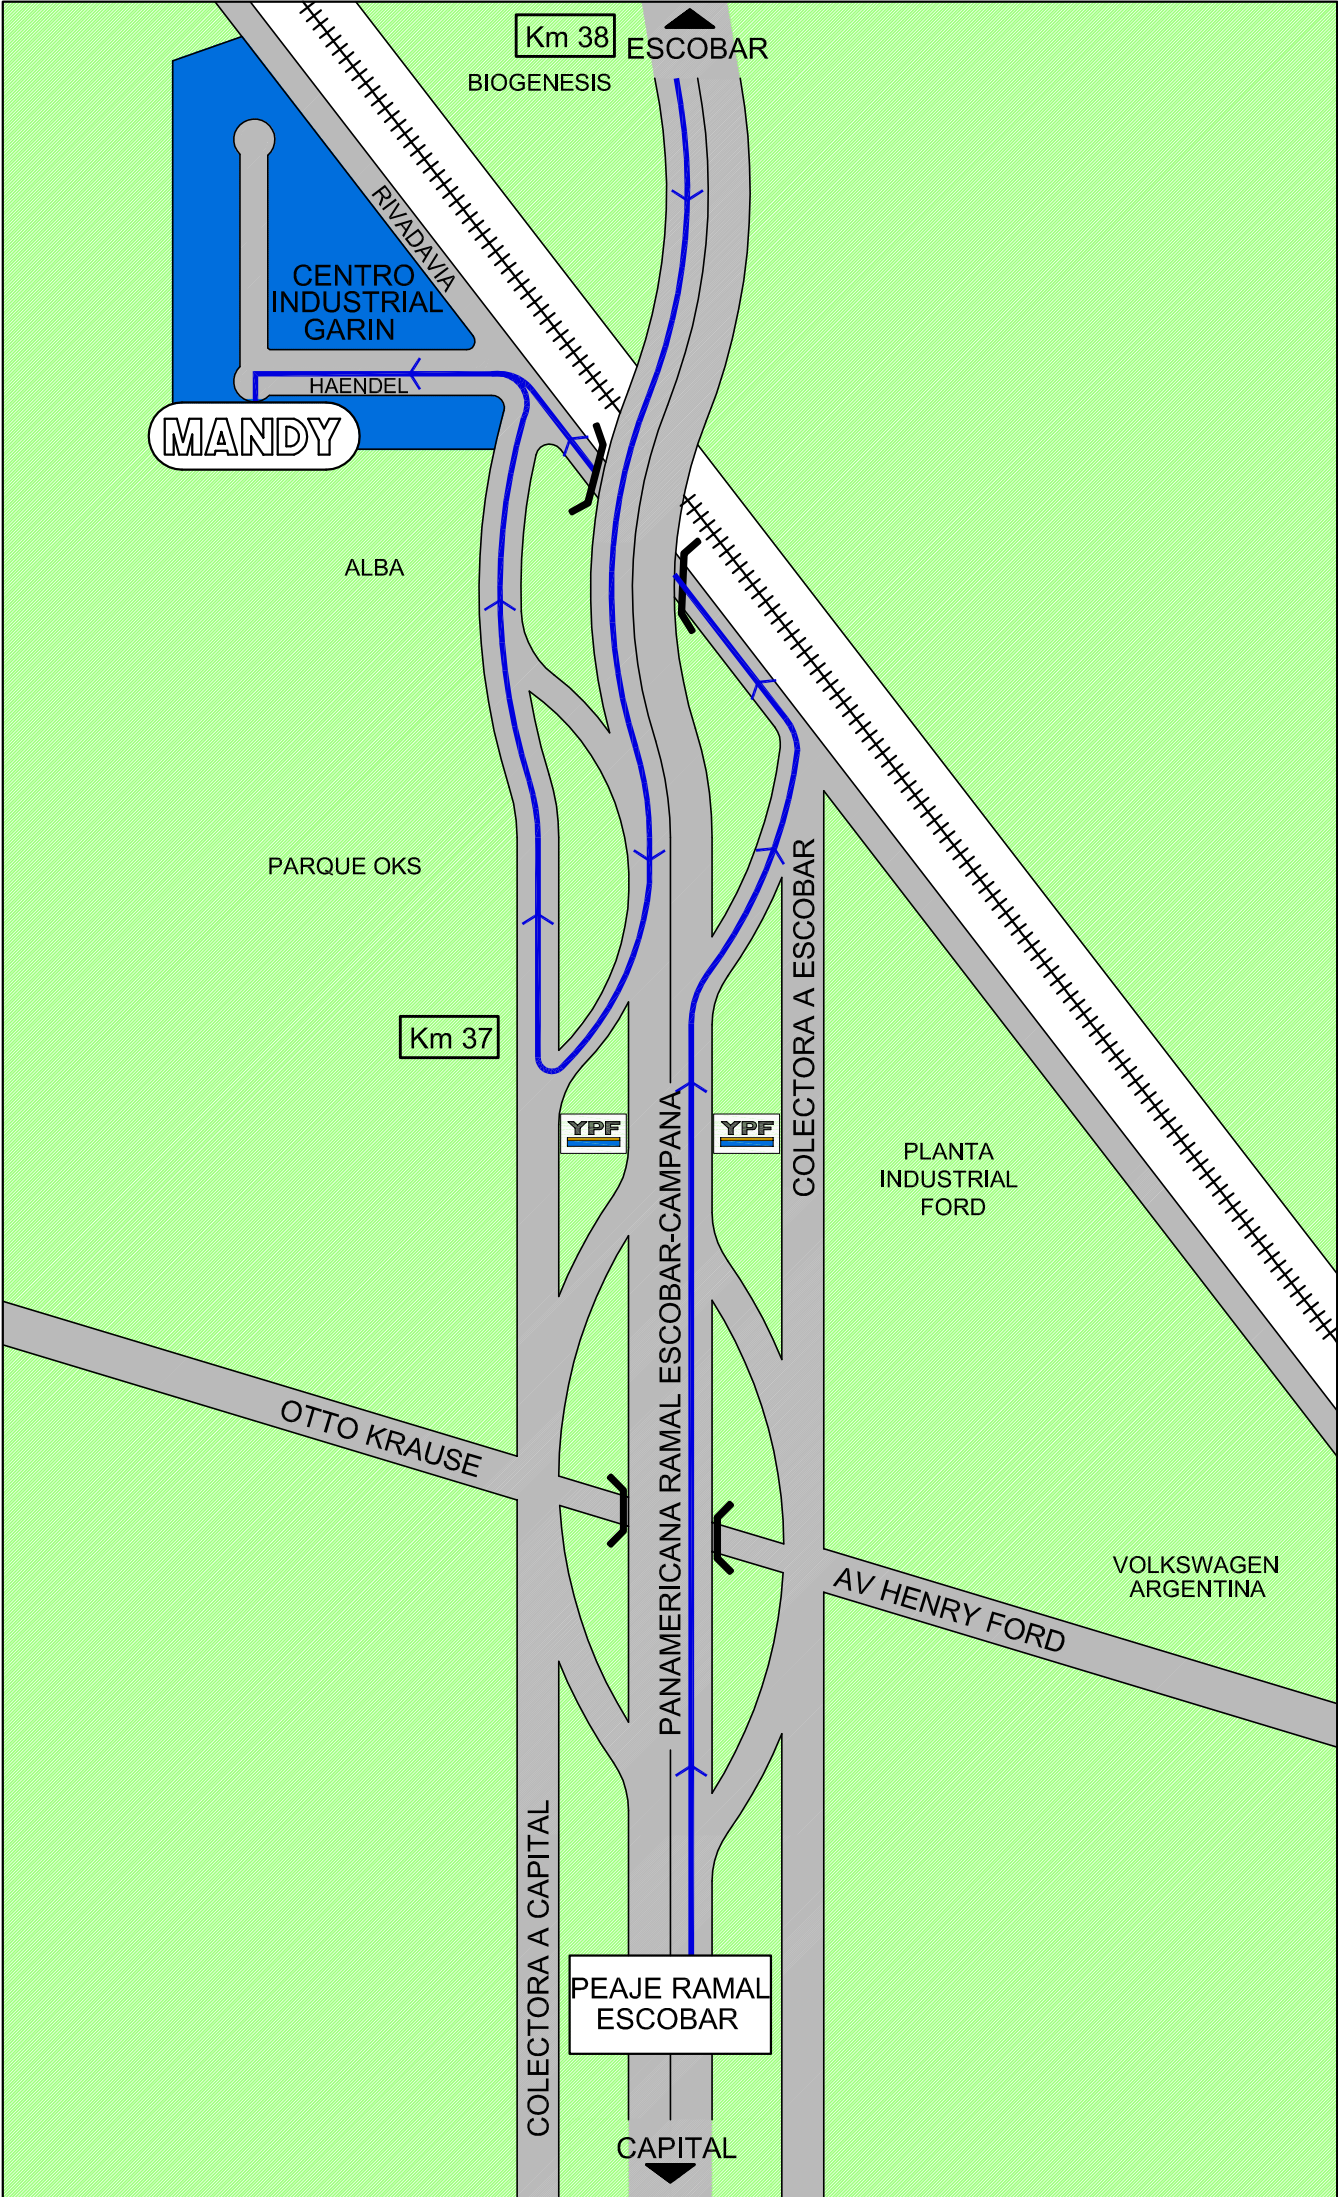 Km 38
ESCOBAR
BIOGENESIS
RIVADAVIA
CENTRO
INDUSTRIAL
GARIN
HAENDEL
MANDY
ALBA
PARQUE OKS
COLECTORA A ESCOBAR
Km 37
YPF
YPF
PANAMERICANA RAMAL ESCOBAR-CAMPANA
PLANTA
INDUSTRIAL
FORD
OTTO KRAUSE
VOLKSWAGEN
ARGENTINA
AV HENRY FORD
COLECTORA A CAPITAL
PEAJE RAMAL
ESCOBAR
CAPITAL